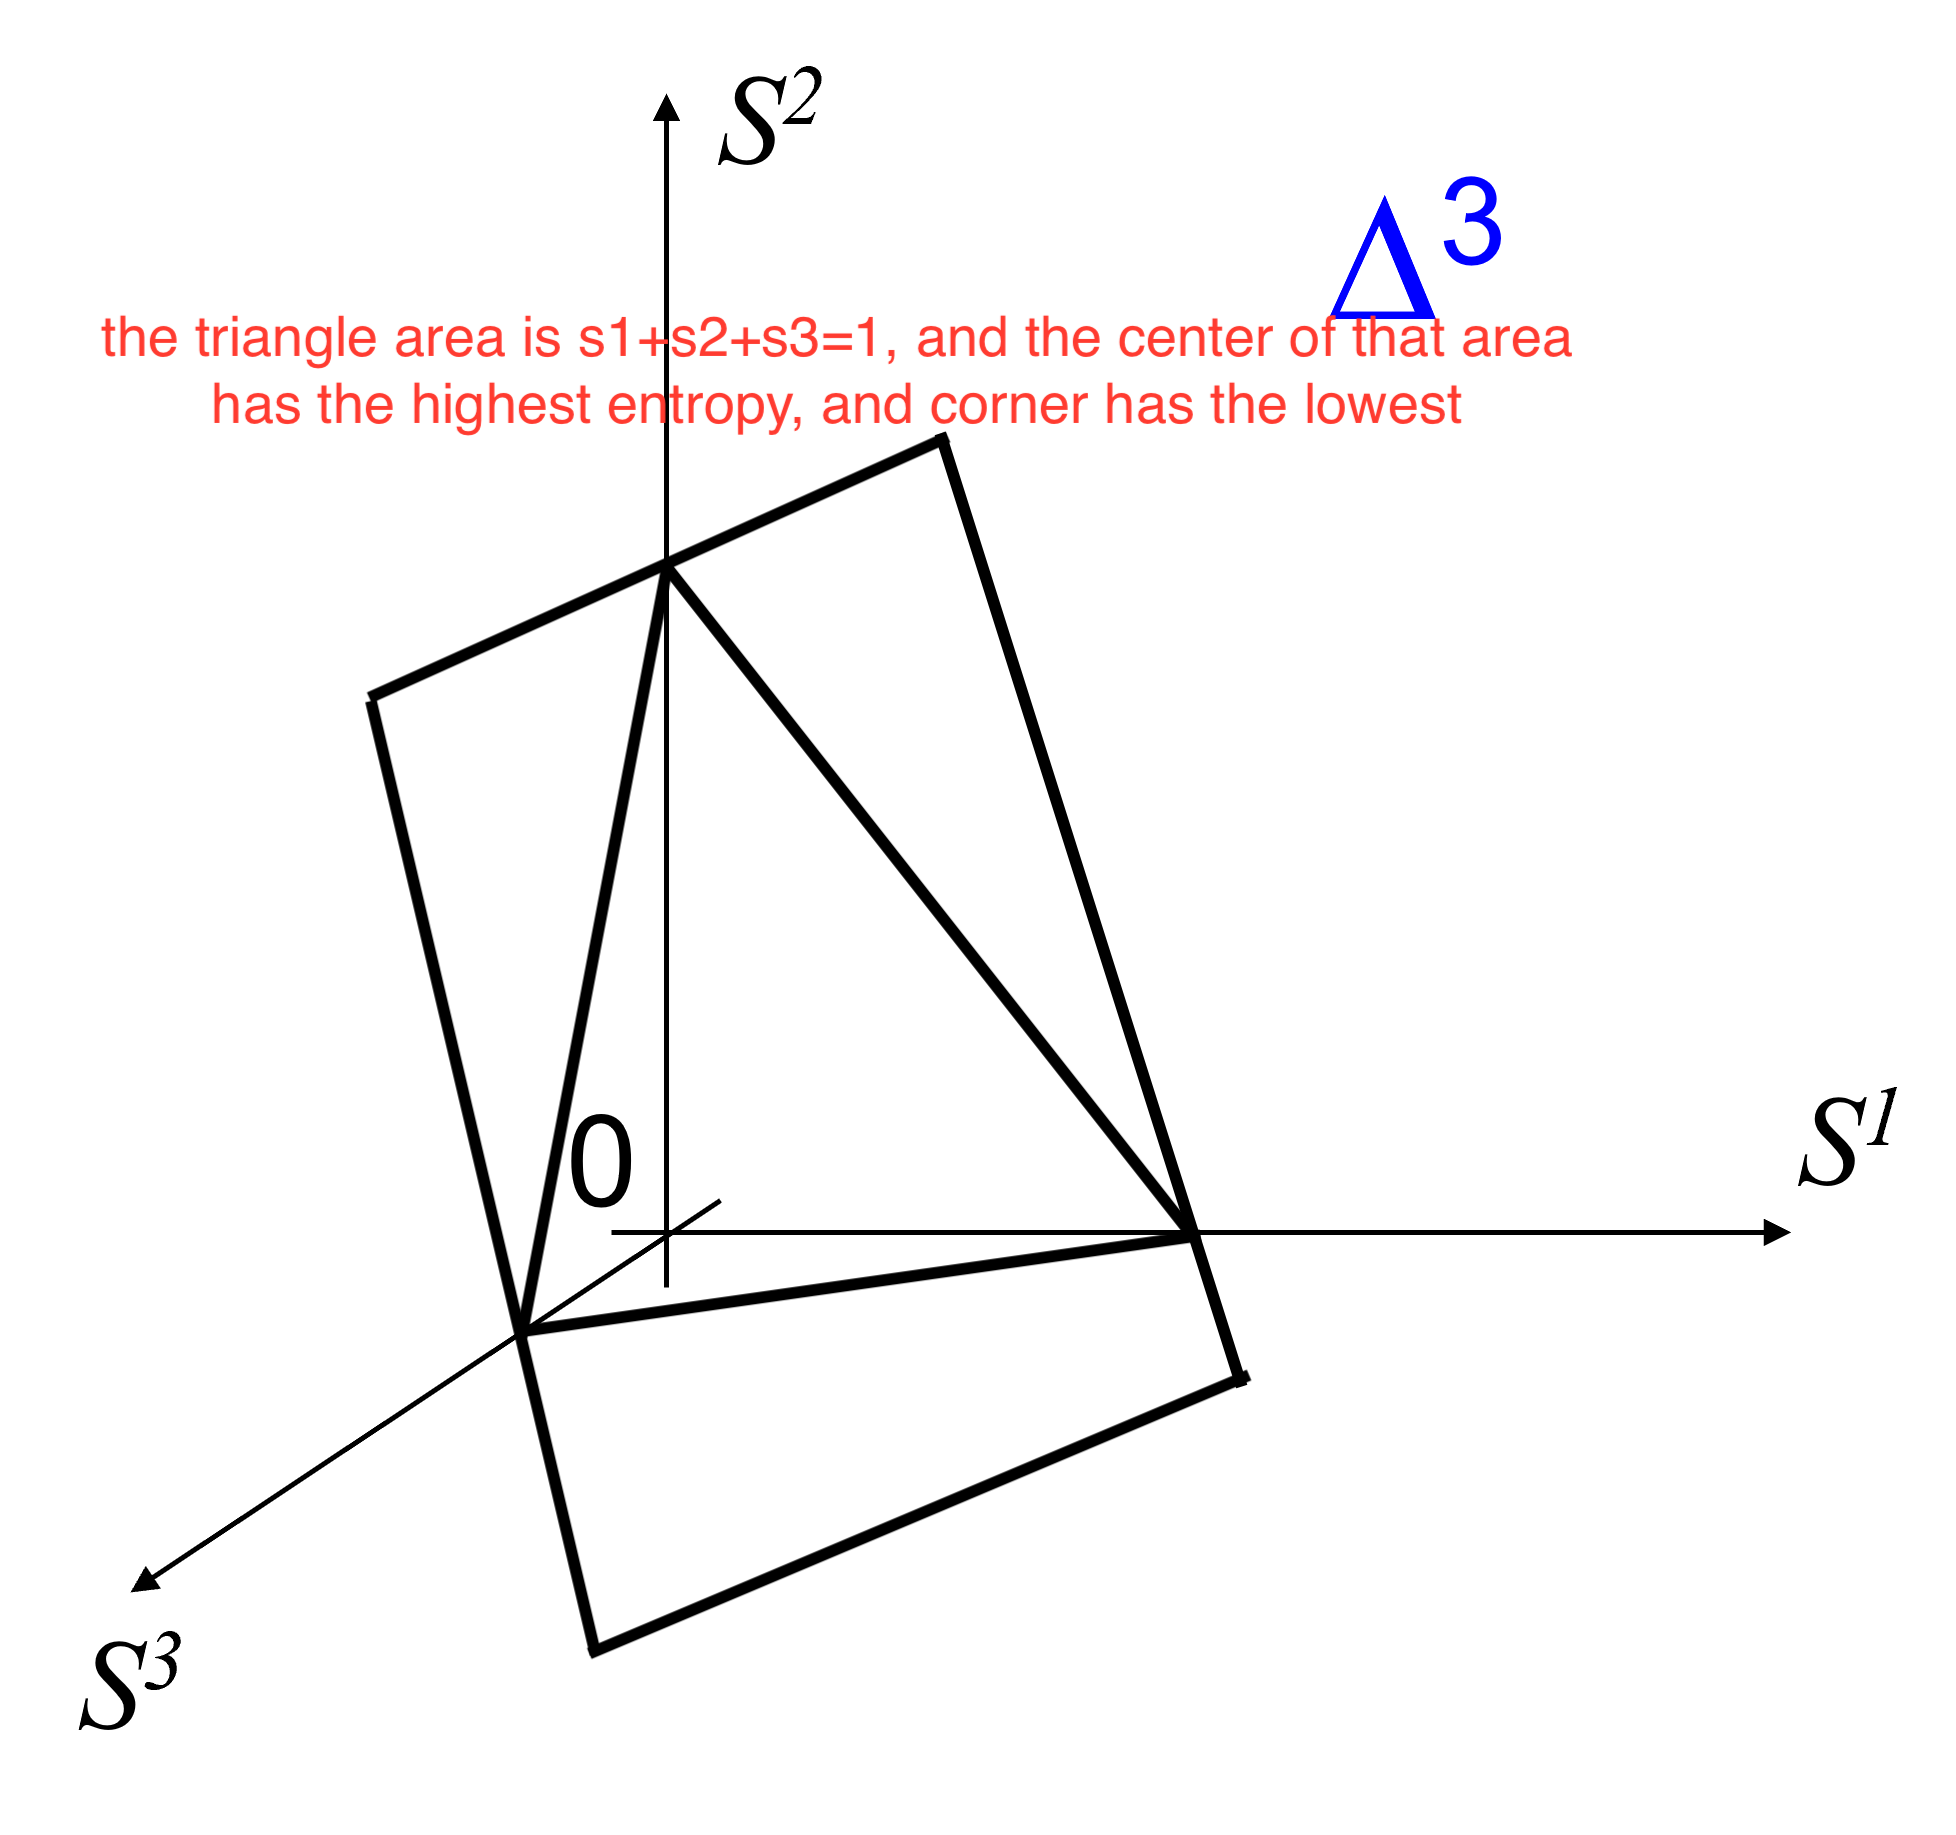 S²
Δ³
the triangle area is s1+s2+s3=1, and the center of that area
has the highest entropy, and corner has the lowest
0
S¹
S³